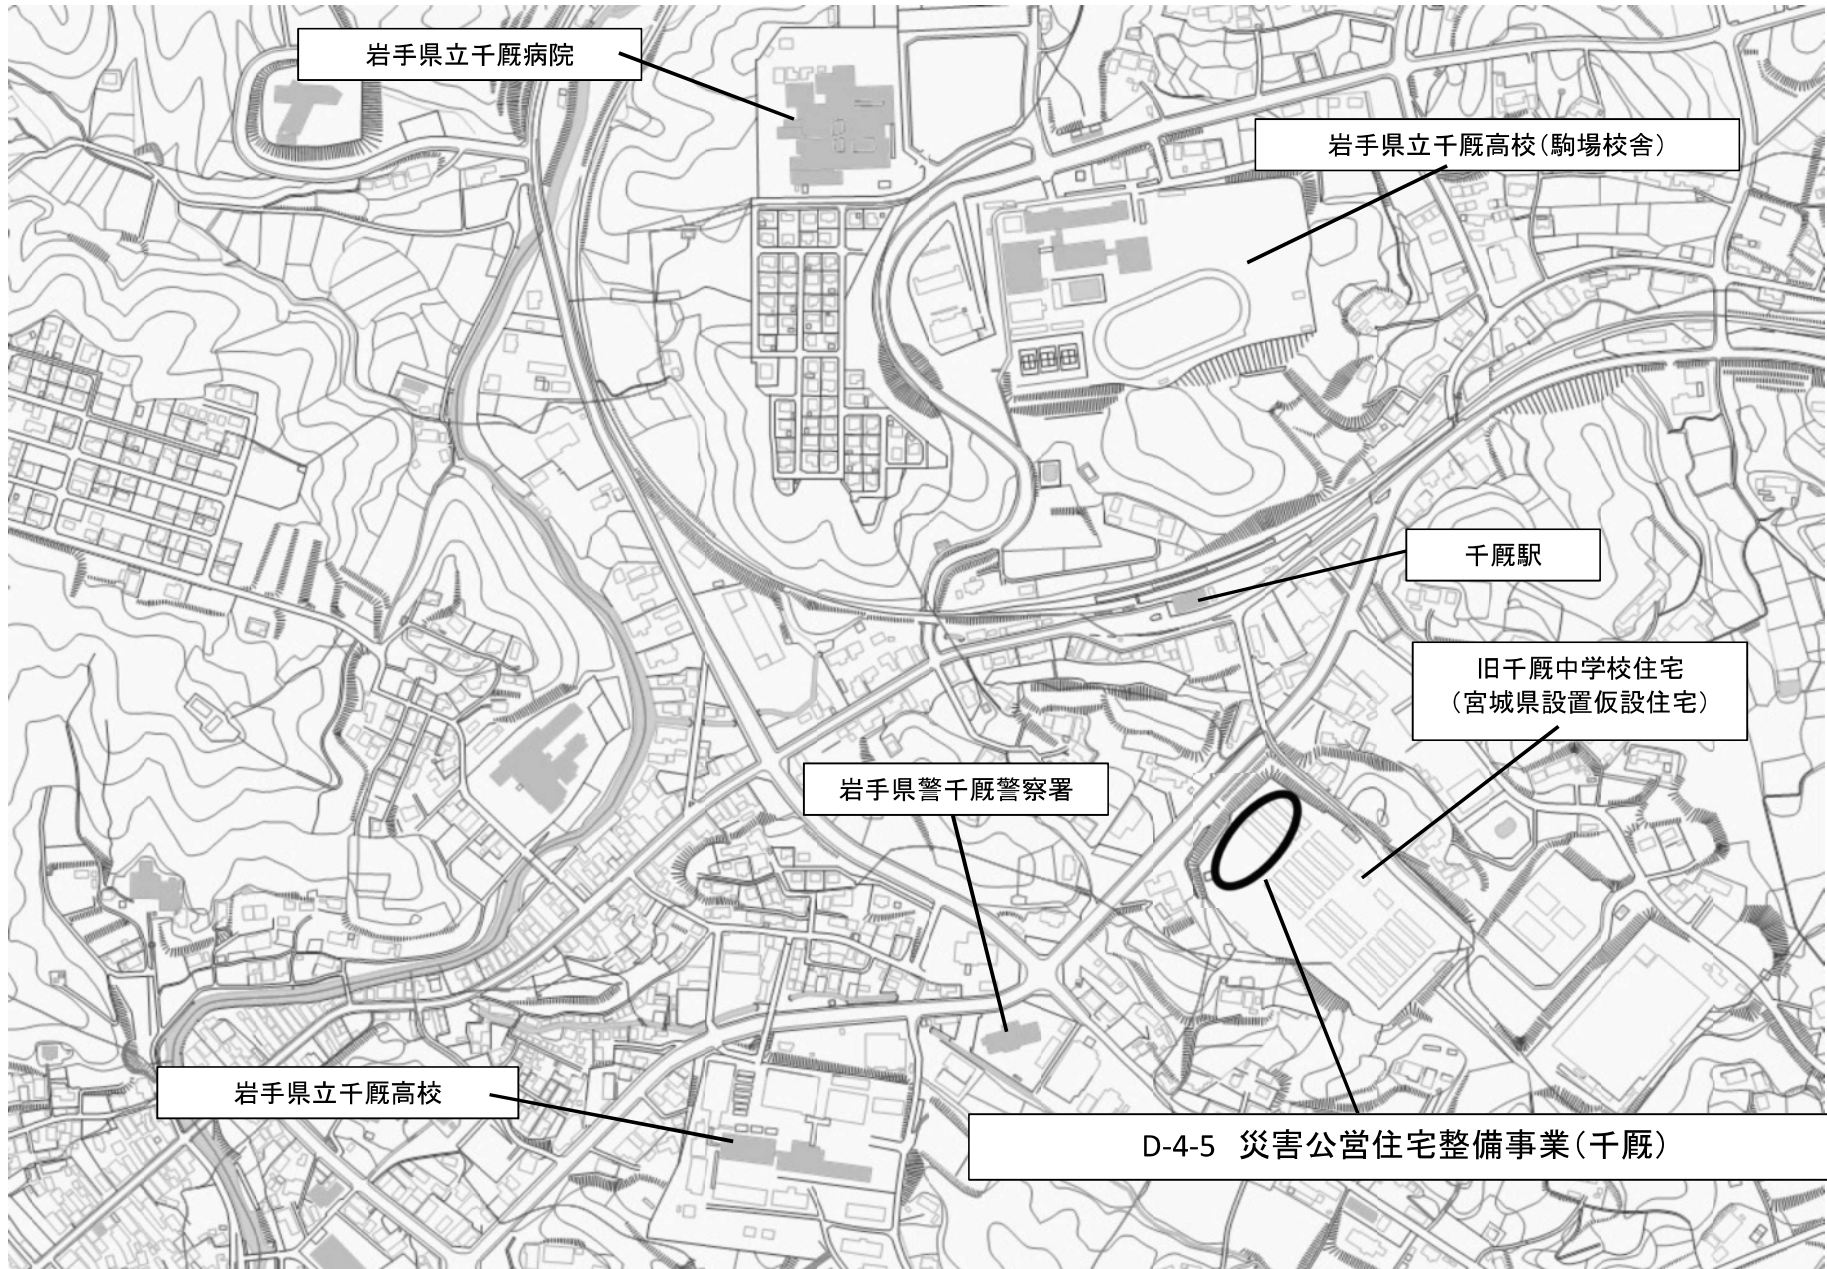 岩手県立千厩病院
岩手県立千厩高校（駒場校舎）
千厩駅
旧千厩中学校住宅
（宮城県設置仮設住宅）
岩手県警千厩警察署
岩手県立千厩高校
D-4-5　災害公営住宅整備事業（千厩）